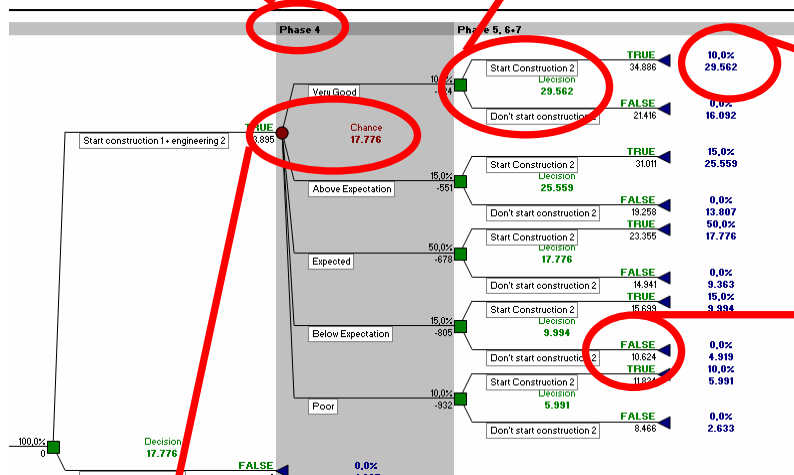 Phase 4
Phase 5, 6+7
TRUE
10,0%
Start Construction 2
34.886
29.562
10,0%
Decision
Very Good
29.562
FALSE
0,0%
Don't start construction 2
21.416
16.092
TRUE
Chance
Start construction 1+ engineering 2
17.776
TRUE
15,0%
Start Construction 2
31.011
25.559
15,0%
Decision
Above Expectation
-551
25.559
FALSE
0,0%
Don't start construction 2
19.258
13.807
TRUE
50,0%
Start Construction 2
23.355
17.776
50,0%
Decision
Expected
-678
17.776
FALSE
0,0%
Don't start construction 2
14.941
9.363
TRUE
15,0%
Start Construction 2
15.699
9.994
15,0%
Decision
Below Expectation
-805
9.994
FALSE
0,0%
Don't start construction 2
10.624
4.919
TRUE
10,0%
Start Construction 2
11.824
5.991
10,0%
Decision
Poor
-932
5.991
FALSE
0,0%
Don't start construction 2
8.466
2.633
100,0%
Decision
0
17.776
FALSE
0,0%